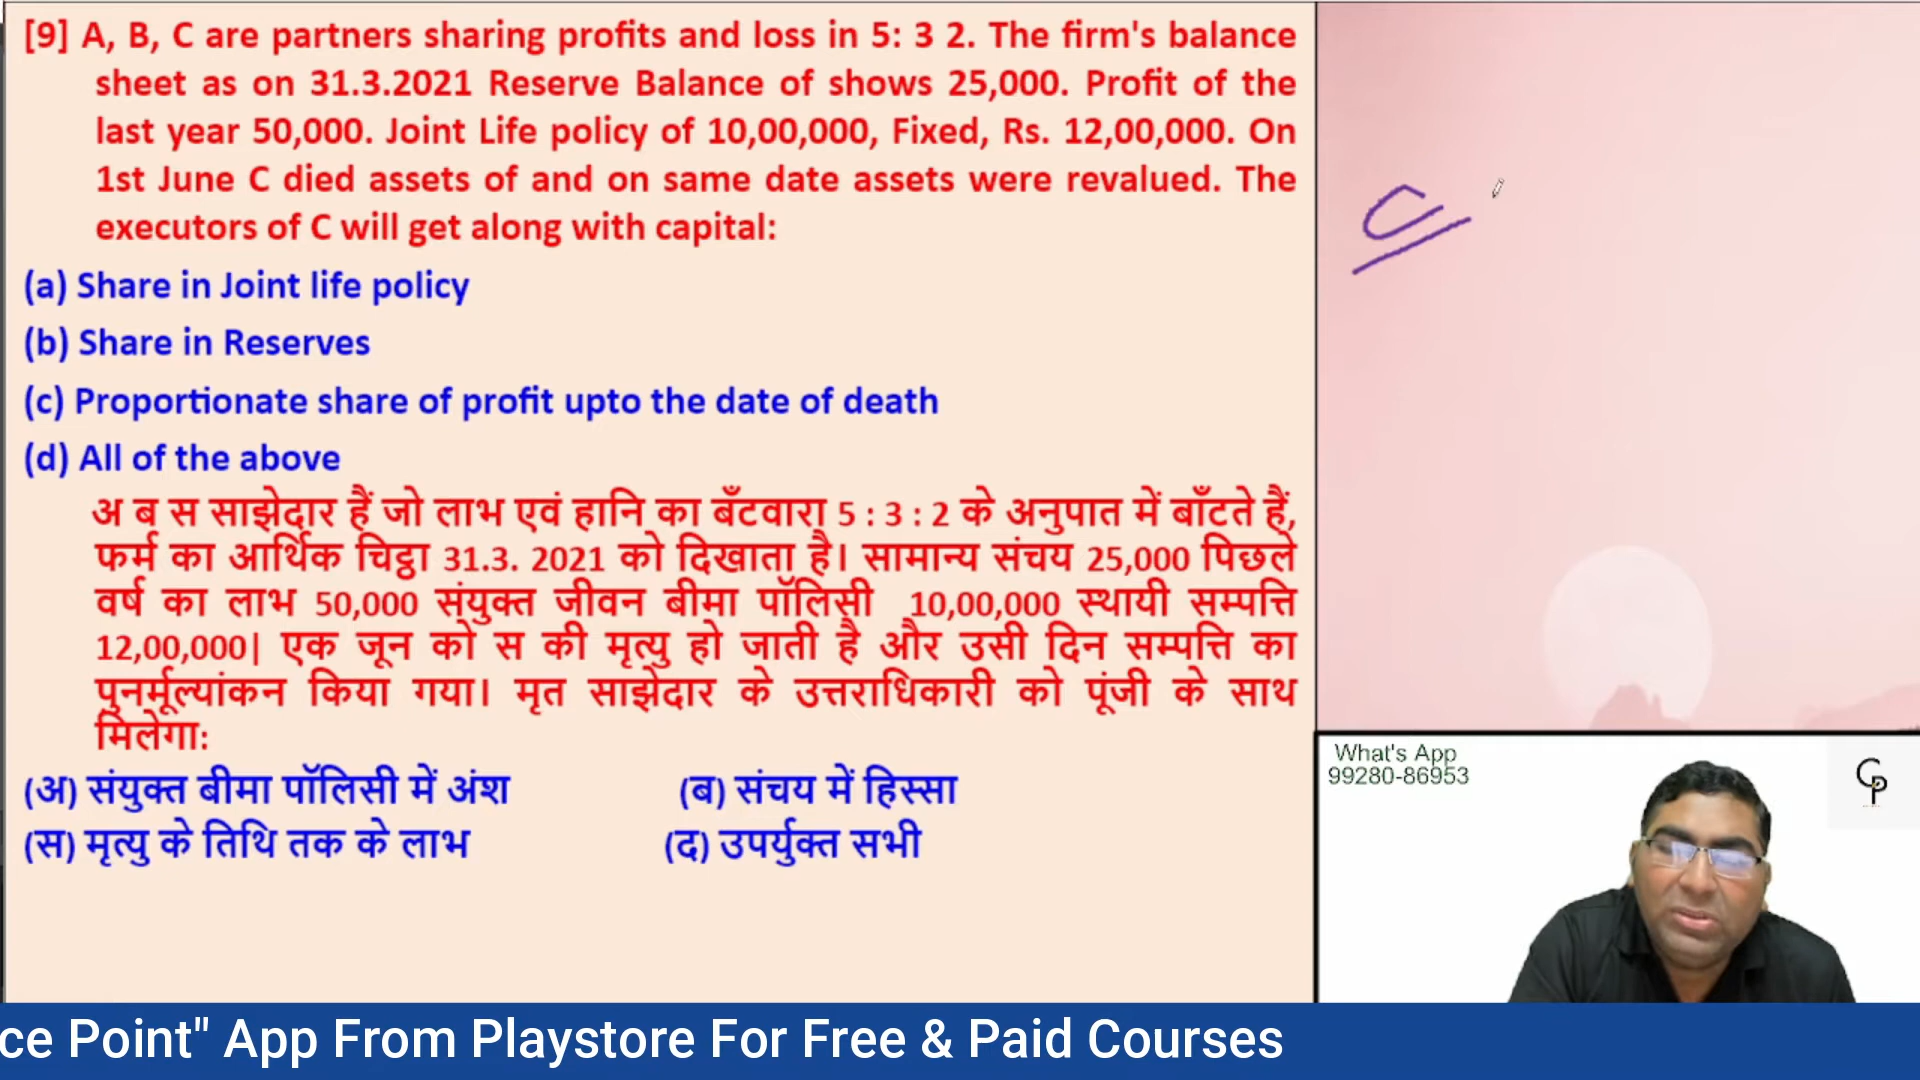 [9] A, B, C are partners sharing profits and loss in 5: 3 2. The firm's balance
sheet as on 31.3.2021 Reserve Balance of shows 25,000. Profit of the
last year 50,000. Joint Life policy of 10,00,000, Fixed, Rs. 12,00,000. On
1st June C died assets of and on same date assets were revalued. The
executors of C will get along with capital:
(a) Share in Joint life policy
(b) Share in Reserves
(c) Proportionate share of profit upto the date of death
(d) All of the above
अ ब स साझेदार हैं जो लाभ एवं हानि का बँटवारा 5 : 3 : 2 के अनुपात में बाँटते हैं,
फर्म का आर्थिक चिट्ठा 31.3. 2021 को दिखाता है। सामान्य संचय 25,000 पिछले
वर्ष का लाभ 50,000 संयुक्त जीवन बीमा पॉलिसी 10,00,000 स्थायी सम्पत्ति
12,00,000| एक जून को स की मृत्यु हो जाती है और उसी दिन सम्पत्ति का
पुनर्मूल्यांकन किया गया। मृत साझेदार के उत्तराधिकारी को पूंजी के साथ
मिलेगा:
(अ) संयुक्त बीमा पॉलिसी में अंश (ब) संचय में हिस्सा
(स) मृत्यु के तिथि तक के लाभ (द) उपर्युक्त सभी
C
What's App
99280-86953
CP
ce Point" App From Playstore For Free & Paid Courses